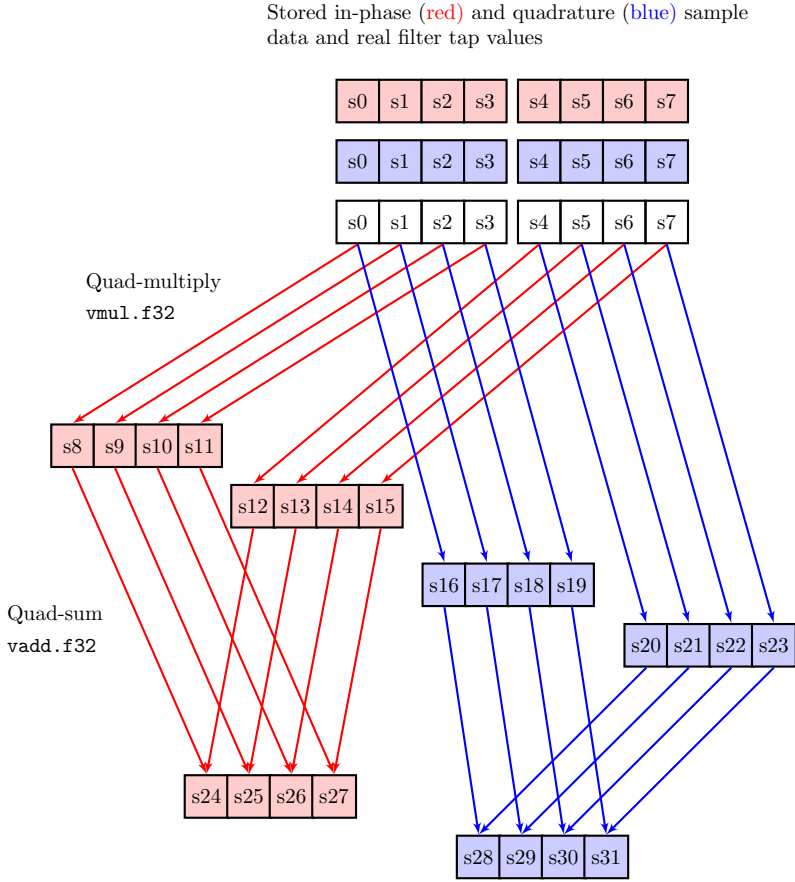 Stored in-phase (red) and quadrature (blue) sample
data and real filter tap values
s0 s1 s2 s3 s4 s5 s6 s7
s0 s1 s2 s3 s4 s5 s6 s7
s0 s1 s2 s3 s4 s5 s6 s7
Quad-multiply
vmul.f32
s8 s9 s10 s11
s12 s13 s14 s15
s16 s17 s18 s19
Quad-sum
vadd.f32
s20 s21 s22 s23
s24 s25 s26 s27
s28 s29 s30 s31